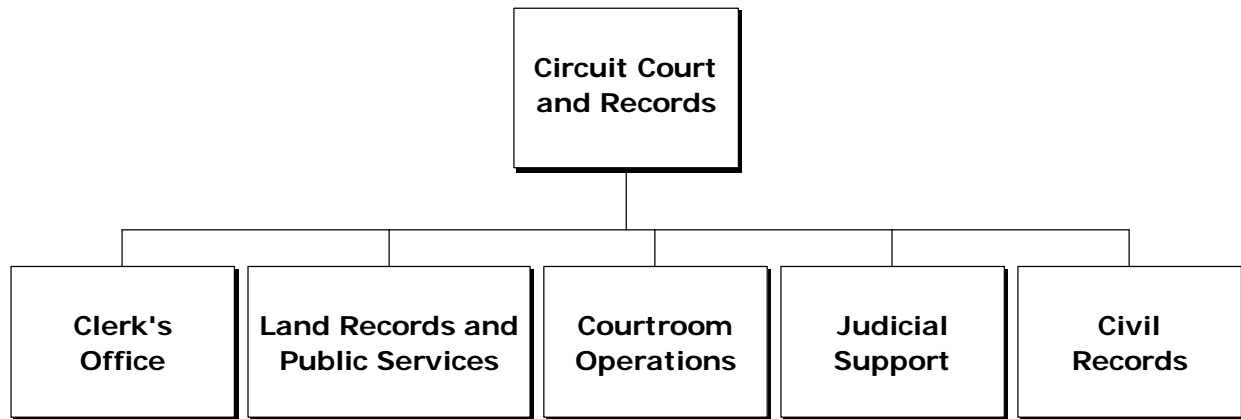 Circuit Court
and Records
Clerk's
Office
Land Records and
Public Services
Courtroom
Operations
Judicial
Support
Civil
Records